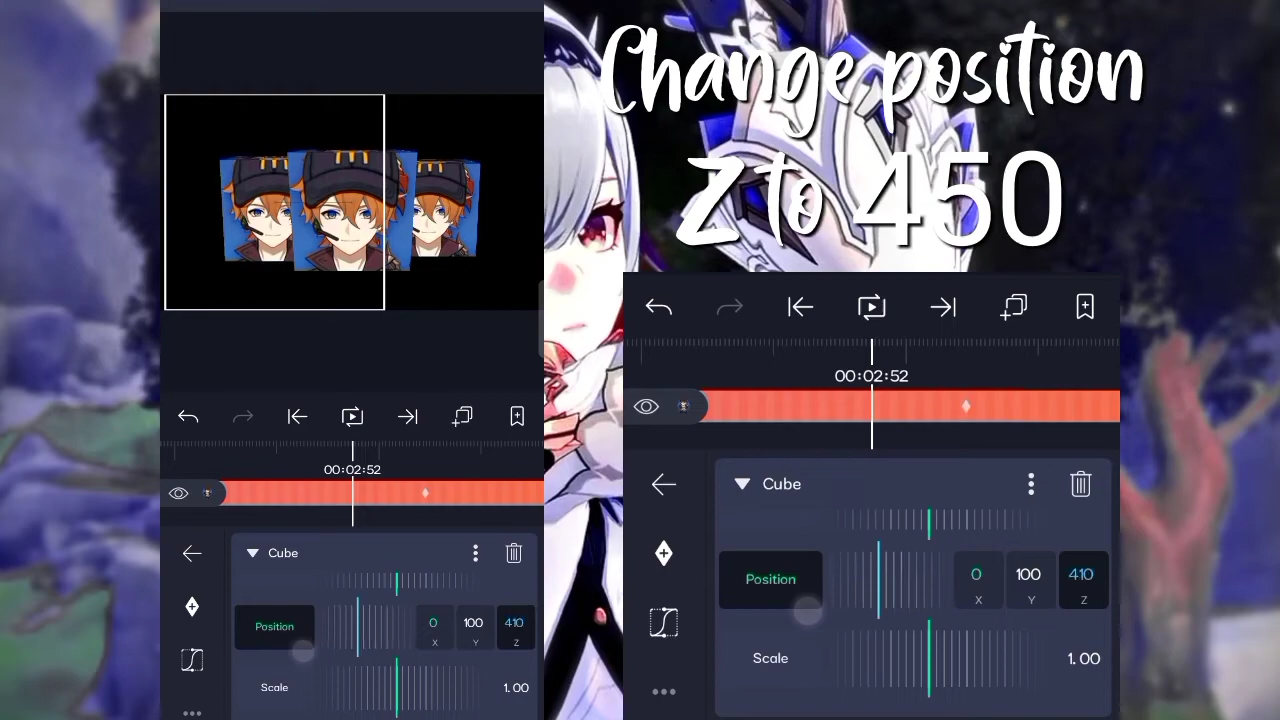 Change position
Z to 450
00:02:52
Cube
Position
0
100
410
X
Y
Z
Scale
1.00
00:02:52
Cube
Position
0
100
410
X
Y
Z
Scale
1.00